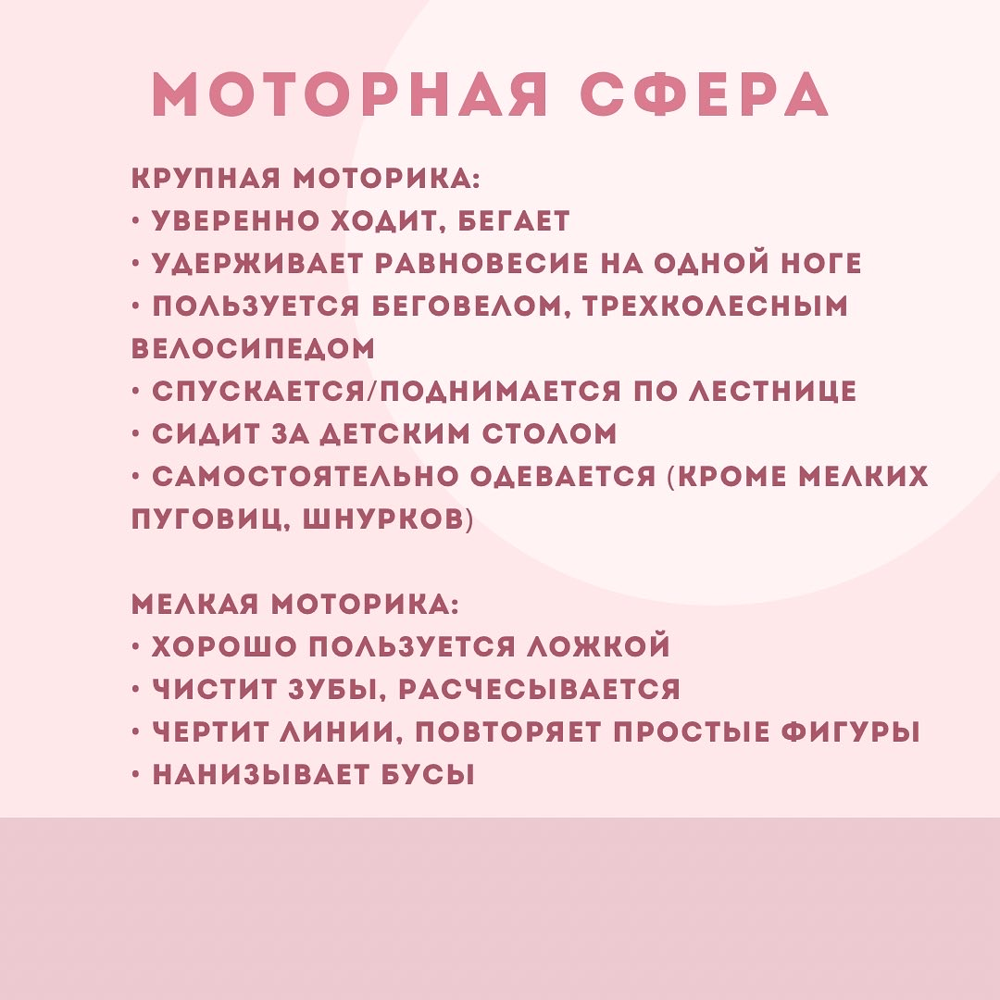 МОТОРНАЯ СФЕРА
КРУПНАЯ МОТОРИКА:
• УВЕРЕННО ХОДИТ, БЕГАЕТ
• УДЕРЖИВАЕТ РАВНОВЕСИЕ НА ОДНОЙ НОГЕ
• ПОЛЬЗУЕТСЯ БЕГОВЕЛОМ, ТРЕХКОЛЕСНЫМ
ВЕЛОСИПЕДОМ
• СПУСКАЕТСЯ/ПОДНИМАЕТСЯ ПО ЛЕСТНИЦЕ
• СИДИТ ЗА ДЕТСКИМ СТОЛОМ
• САМОСТОЯТЕЛЬНО ОДЕВАЕТСЯ (КРОМЕ МЕЛКИХ
ПУГОВИЦ, ШНУРКОВ)
МЕЛКАЯ МОТОРИКА:
• ХОРОШО ПОЛЬЗУЕТСЯ ЛОЖКОЙ
• ЧИСТИТ ЗУБЫ, РАСЧЕСЫВАЕТСЯ
• ЧЕРТИТ ЛИНИИ, ПОВТОРЯЕТ ПРОСТЫЕ ФИГУРЫ
• НАНИЗЫВАЕТ БУСЫ